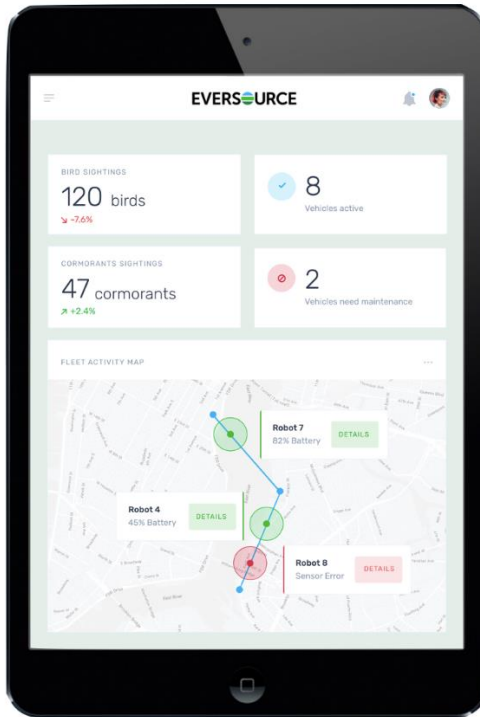 EVERSOURCE
BIRD SIGHTINGS
120 birds
-7.6%
8
Vehicles active
CORMORANTS SIGHTINGS
47 cormorants
+2.4%
2
Vehicles need maintenance
FLEET ACTIVITY MAP
Robot 7
82% Battery
DETAILS
Robot 4
45% Battery
DETAILS
Robot 8
Sensor Error
DETAILS